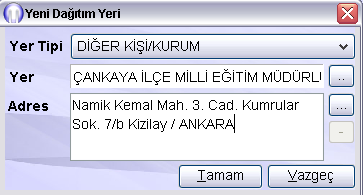 Yeni Dağıtım Yeri
Yer Tipi DİĞER KİŞİ/KURUM
Yer ÇANKAYA İLÇE MİLLİ EĞİTİM MÜDÜRLU ..
Adres Namik Kemal Mah. 3. Cad. Kumrular ...
Sok. 7/b Kizilay / ANKARA -
Tamam Vazgeç